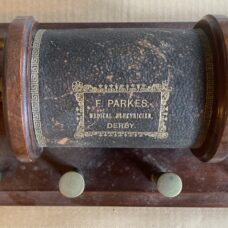 F. PARKES,
MEDICAL ELECTRICIAN,
DERBY.